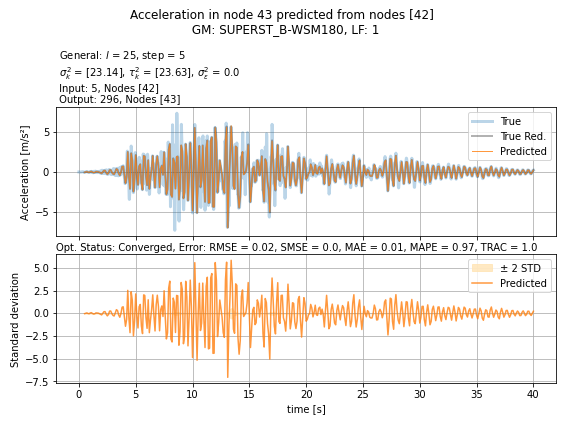 Acceleration in node 43 predicted from nodes [42]
GM: SUPERST_B-WSM180, LF: 1
General: l = 25, step = 5
σ²ₖ = [23.14], τ²ₖ = [23.63], σ²ε = 0.0
Input: 5, Nodes [42]
Output: 296, Nodes [43]
Acceleration [m/s²]
5
0
−5
True
True Red.
Predicted
Opt. Status: Converged, Error: RMSE = 0.02, SMSE = 0.0, MAE = 0.01, MAPE = 0.97, TRAC = 1.0
Standard deviation
5.0
2.5
0.0
−2.5
−5.0
−7.5
± 2 STD
Predicted
0 5 10 15 20 25 30 35 40
time [s]